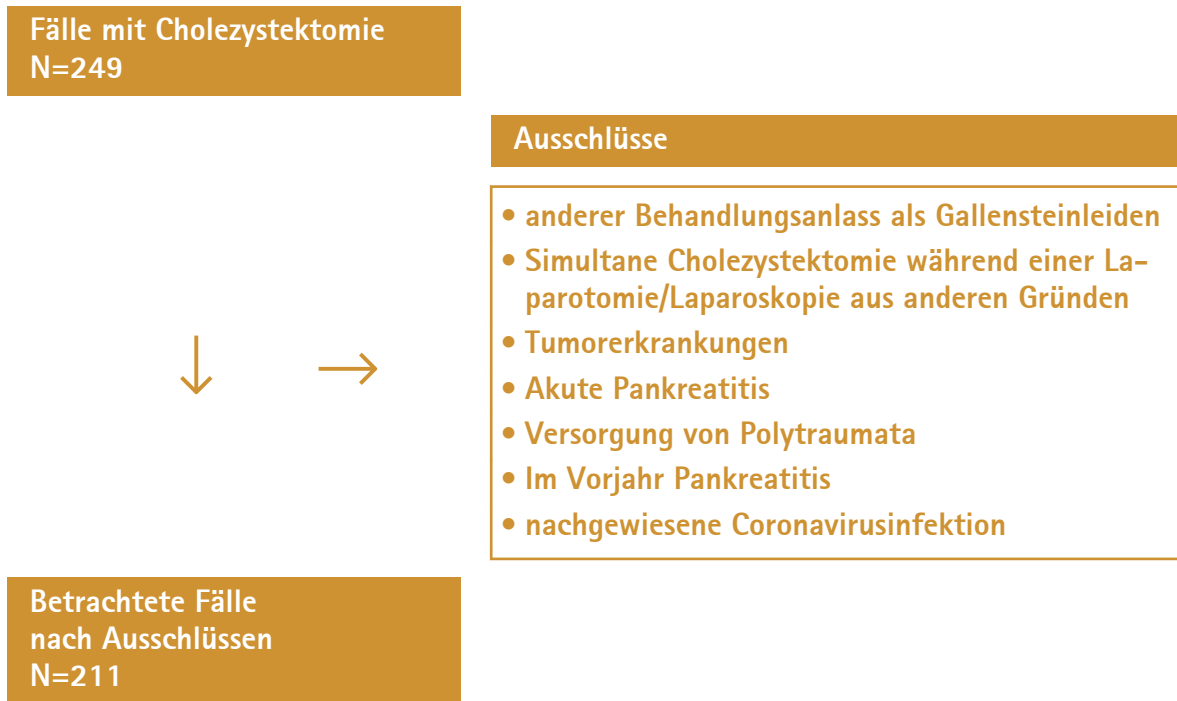 Fälle mit Cholezystektomie
N=249
Ausschlüsse
• anderer Behandlungsanlass als Gallensteinleiden
• Simultane Cholezystektomie während einer La-
parotomie/Laparoskopie aus anderen Gründen
• Tumorerkrankungen
• Akute Pankreatitis
• Versorgung von Polytraumata
• Im Vorjahr Pankreatitis
• nachgewiesene Coronavirusinfektion
Betrachtete Fälle
nach Ausschlüssen
N=211